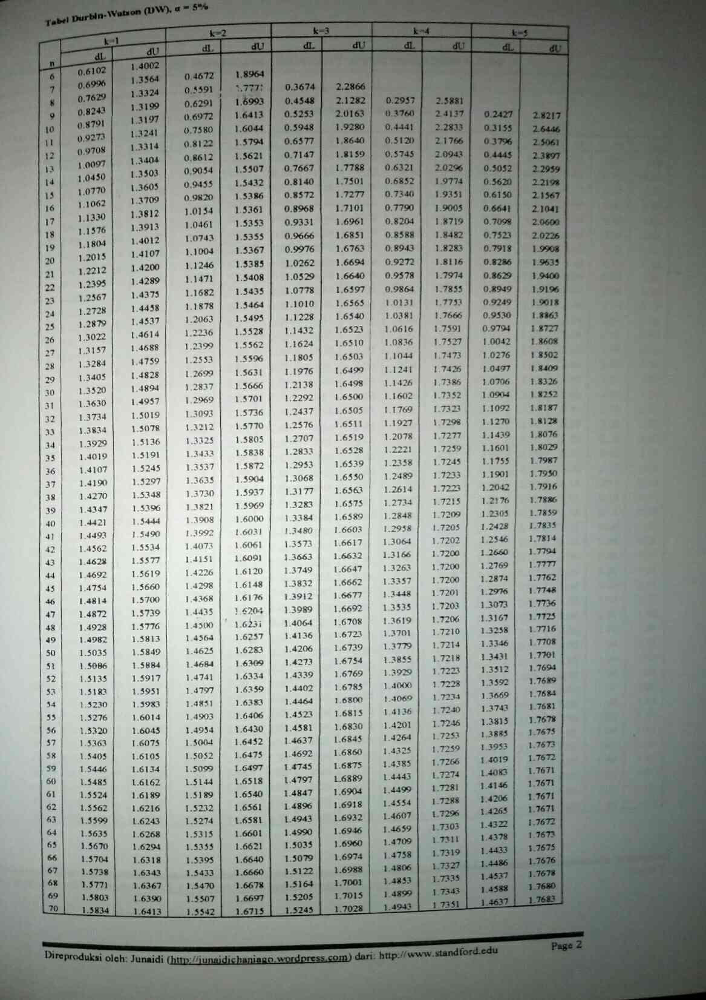 Tabel Durbin-Watson (DW), α = 5%
k=1 k=2 k=3 k=4 k=5
n dL dU dL dU dL dU dL dU dL dU
6 0.6102 1.4002
7 0.6996 1.3564 0.4672 1.8964
8 0.7629 1.3324 0.5591 0.3674 2.2866
9 0.8243 1.3199 0.6291 1.6993 0.4548 2.1282 0.2957 2.5881
10 0.8791 1.3197 0.6972 1.6413 0.5253 2.0163 0.3760 2.4137 0.2427 2.8217
11 0.9273 1.3241 0.7580 1.6044 0.5948 1.9280 0.4441 2.2833 0.3155 2.6446
12 0.9708 1.3314 0.8122 1.5794 0.6577 1.8640 0.5120 2.1766 0.3796 2.5061
13 1.0097 1.3404 0.8612 1.5621 0.7147 1.8159 0.5745 2.0943 0.4445 2.3897
14 1.0450 1.3503 0.9054 1.5507 0.7667 1.7788 0.6321 2.0296 0.5052 2.2959
15 1.0770 1.3605 0.9455 1.5432 0.8140 1.7501 0.6852 1.9774 0.5620 2.2198
16 1.1062 1.3709 0.9820 1.5386 0.8572 1.7277 0.7340 1.9351 0.6150 2.1567
17 1.1330 1.3812 1.0154 1.5361 0.8968 1.7101 0.7790 1.9005 0.6641 2.1041
18 1.1576 1.3913 1.0461 1.5353 0.9331 1.6961 0.8204 1.8719 0.7098 2.0600
19 1.1804 1.4012 1.0743 1.5355 0.9666 1.6851 0.8588 1.8482 0.7523 2.0226
20 1.2015 1.4107 1.1004 1.5367 0.9976 1.6763 0.8943 1.8283 0.7918 1.9908
21 1.2212 1.4200 1.1246 1.5385 1.0262 1.6694 0.9272 1.8116 0.8286 1.9635
22 1.2395 1.4289 1.1471 1.5408 1.0529 1.6640 0.9578 1.7974 0.8629 1.9400
23 1.2567 1.4375 1.1682 1.5435 1.0778 1.6597 0.9864 1.7855 0.8949 1.9196
24 1.2728 1.4458 1.1878 1.5464 1.1010 1.6565 1.0131 1.7753 0.9249 1.9018
25 1.2879 1.4537 1.2063 1.5495 1.1228 1.6540 1.0381 1.7666 0.9530 1.8863
26 1.3022 1.4614 1.2236 1.5528 1.1432 1.6523 1.0616 1.7591 0.9794 1.8727
27 1.3157 1.4688 1.2399 1.5562 1.1624 1.6510 1.0836 1.7527 1.0042 1.8608
28 1.3284 1.4759 1.2553 1.5596 1.1805 1.6503 1.1044 1.7473 1.0276 1.8502
29 1.3405 1.4828 1.2699 1.5631 1.1976 1.6499 1.1241 1.7426 1.0497 1.8409
30 1.3520 1.4894 1.2837 1.5666 1.2138 1.6498 1.1426 1.7386 1.0706 1.8326
31 1.3630 1.4957 1.2969 1.5701 1.2292 1.6500 1.1602 1.7352 1.0904 1.8252
32 1.3734 1.5019 1.3093 1.5736 1.2437 1.6505 1.1769 1.7323 1.1092 1.8187
33 1.3834 1.5078 1.3212 1.5770 1.2576 1.6511 1.1927 1.7298 1.1270 1.8128
34 1.3929 1.5136 1.3325 1.5805 1.2707 1.6519 1.2078 1.7277 1.1439 1.8076
35 1.4019 1.5191 1.3433 1.5838 1.2833 1.6528 1.2221 1.7259 1.1601 1.8029
36 1.4107 1.5245 1.3537 1.5872 1.2953 1.6539 1.2358 1.7245 1.1755 1.7987
37 1.4190 1.5297 1.3635 1.5904 1.3068 1.6550 1.2489 1.7233 1.1901 1.7950
38 1.4270 1.5348 1.3730 1.5937 1.3177 1.6563 1.2614 1.7223 1.2042 1.7916
39 1.4347 1.5396 1.3821 1.5969 1.3283 1.6575 1.2734 1.7215 1.2176 1.7886
40 1.4421 1.5444 1.3908 1.6000 1.3384 1.6589 1.2848 1.7209 1.2305 1.7859
41 1.4493 1.5490 1.3992 1.6031 1.3480 1.6603 1.2958 1.7205 1.2428 1.7835
42 1.4562 1.5534 1.4073 1.6061 1.3573 1.6617 1.3064 1.7202 1.2546 1.7814
43 1.4628 1.5577 1.4151 1.6091 1.3663 1.6632 1.3166 1.7200 1.2660 1.7794
44 1.4692 1.5619 1.4226 1.6120 1.3749 1.6647 1.3263 1.7200 1.2769 1.7777
45 1.4754 1.5660 1.4298 1.6148 1.3832 1.6662 1.3357 1.7200 1.2874 1.7762
46 1.4814 1.5700 1.4368 1.6176 1.3912 1.6677 1.3448 1.7201 1.2976 1.7748
47 1.4872 1.5739 1.4435 1.6204 1.3989 1.6692 1.3535 1.7203 1.3073 1.7736
48 1.4928 1.5776 1.4500 1.6231 1.4064 1.6708 1.3619 1.7206 1.3167 1.7725
49 1.4982 1.5813 1.4564 1.6257 1.4136 1.6723 1.3701 1.7210 1.3258 1.7716
50 1.5035 1.5849 1.4625 1.6283 1.4206 1.6739 1.3779 1.7214 1.3346 1.7708
51 1.5086 1.5884 1.4684 1.6309 1.4273 1.6754 1.3855 1.7218 1.3431 1.7701
52 1.5135 1.5917 1.4741 1.6334 1.4339 1.6769 1.3929 1.7223 1.3512 1.7694
53 1.5183 1.5951 1.4797 1.6359 1.4402 1.6785 1.4000 1.7228 1.3592 1.7689
54 1.5230 1.5983 1.4851 1.6383 1.4464 1.6800 1.4069 1.7234 1.3669 1.7684
55 1.5276 1.6014 1.4903 1.6406 1.4523 1.6815 1.4136 1.7240 1.3743 1.7681
56 1.5320 1.6045 1.4954 1.6430 1.4581 1.6830 1.4201 1.7246 1.3815 1.7678
57 1.5363 1.6075 1.5004 1.6452 1.4637 1.6845 1.4264 1.7253 1.3885 1.7675
58 1.5405 1.6105 1.5052 1.6475 1.4692 1.6860 1.4325 1.7259 1.3953 1.7673
59 1.5446 1.6134 1.5099 1.6497 1.4745 1.6875 1.4385 1.7266 1.4019 1.7672
60 1.5485 1.6162 1.5144 1.6518 1.4797 1.6889 1.4443 1.7274 1.4083 1.7671
61 1.5524 1.6189 1.5189 1.6540 1.4847 1.6904 1.4499 1.7281 1.4146 1.7671
62 1.5562 1.6216 1.5232 1.6561 1.4896 1.6918 1.4554 1.7288 1.4206 1.7671
63 1.5599 1.6243 1.5274 1.6581 1.4943 1.6932 1.4607 1.7296 1.4265 1.7671
64 1.5635 1.6268 1.5315 1.6601 1.4990 1.6946 1.4659 1.7303 1.4322 1.7672
65 1.5670 1.6294 1.5355 1.6621 1.5035 1.6960 1.4709 1.7311 1.4378 1.7673
66 1.5704 1.6318 1.5395 1.6640 1.5079 1.6974 1.4758 1.7319 1.4433 1.7675
67 1.5738 1.6343 1.5433 1.6660 1.5122 1.6988 1.4806 1.7327 1.4486 1.7676
68 1.5771 1.6367 1.5470 1.6678 1.5164 1.7001 1.4853 1.7335 1.4537 1.7678
69 1.5803 1.6390 1.5507 1.6697 1.5205 1.7015 1.4899 1.7343 1.4588 1.7680
70 1.5834 1.6413 1.5542 1.6715 1.5245 1.7028 1.4943 1.7351 1.4637 1.7683
Direproduksi oleh: Junaidi (http://junaidichaniago.wordpress.com) dari: http://www.standford.edu Page 2